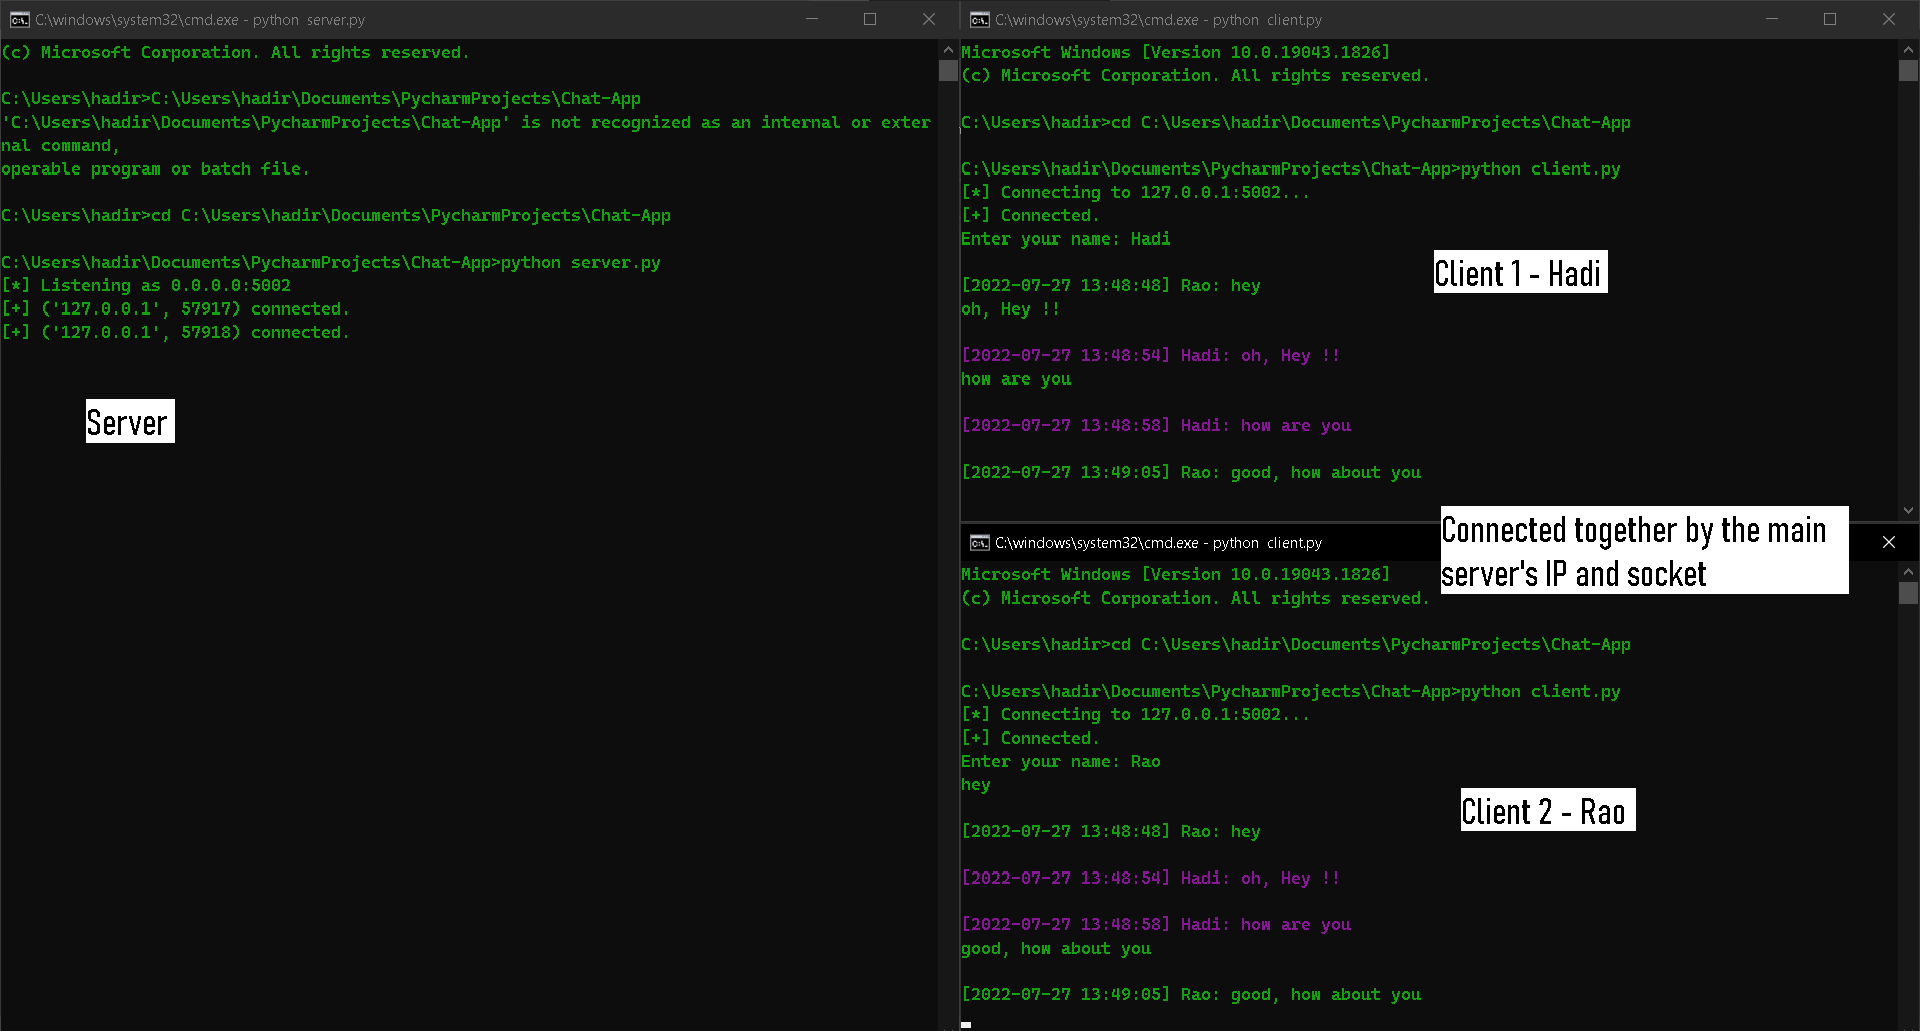 C:\windows\system32\cmd.exe - python  server.py
(c) Microsoft Corporation. All rights reserved.
C:\Users\hadir>C:\Users\hadir\Documents\PycharmProjects\Chat-App
'C:\Users\hadir\Documents\PycharmProjects\Chat-App' is not recognized as an internal or exter
nal command,
operable program or batch file.
C:\Users\hadir>cd C:\Users\hadir\Documents\PycharmProjects\Chat-App
C:\Users\hadir\Documents\PycharmProjects\Chat-App>python server.py
[*] Listening as 0.0.0.0:5002
[+] ('127.0.0.1', 57917) connected.
[+] ('127.0.0.1', 57918) connected.
Server
C:\windows\system32\cmd.exe - python  client.py
Microsoft Windows [Version 10.0.19043.1826]
(c) Microsoft Corporation. All rights reserved.
C:\Users\hadir>cd C:\Users\hadir\Documents\PycharmProjects\Chat-App
C:\Users\hadir\Documents\PycharmProjects\Chat-App>python client.py
[*] Connecting to 127.0.0.1:5002...
[+] Connected.
Enter your name: Hadi
Client 1 - Hadi
[2022-07-27 13:48:48] Rao: hey
oh, Hey !!
[2022-07-27 13:48:54] Hadi: oh, Hey !!
how are you
[2022-07-27 13:48:58] Hadi: how are you
[2022-07-27 13:49:05] Rao: good, how about you
Connected together by the main
server's IP and socket
C:\windows\system32\cmd.exe - python  client.py
Microsoft Windows [Version 10.0.19043.1826]
(c) Microsoft Corporation. All rights reserved.
C:\Users\hadir>cd C:\Users\hadir\Documents\PycharmProjects\Chat-App
C:\Users\hadir\Documents\PycharmProjects\Chat-App>python client.py
[*] Connecting to 127.0.0.1:5002...
[+] Connected.
Enter your name: Rao
hey
Client 2 - Rao
[2022-07-27 13:48:48] Rao: hey
[2022-07-27 13:48:54] Hadi: oh, Hey !!
[2022-07-27 13:48:58] Hadi: how are you
good, how about you
[2022-07-27 13:49:05] Rao: good, how about you